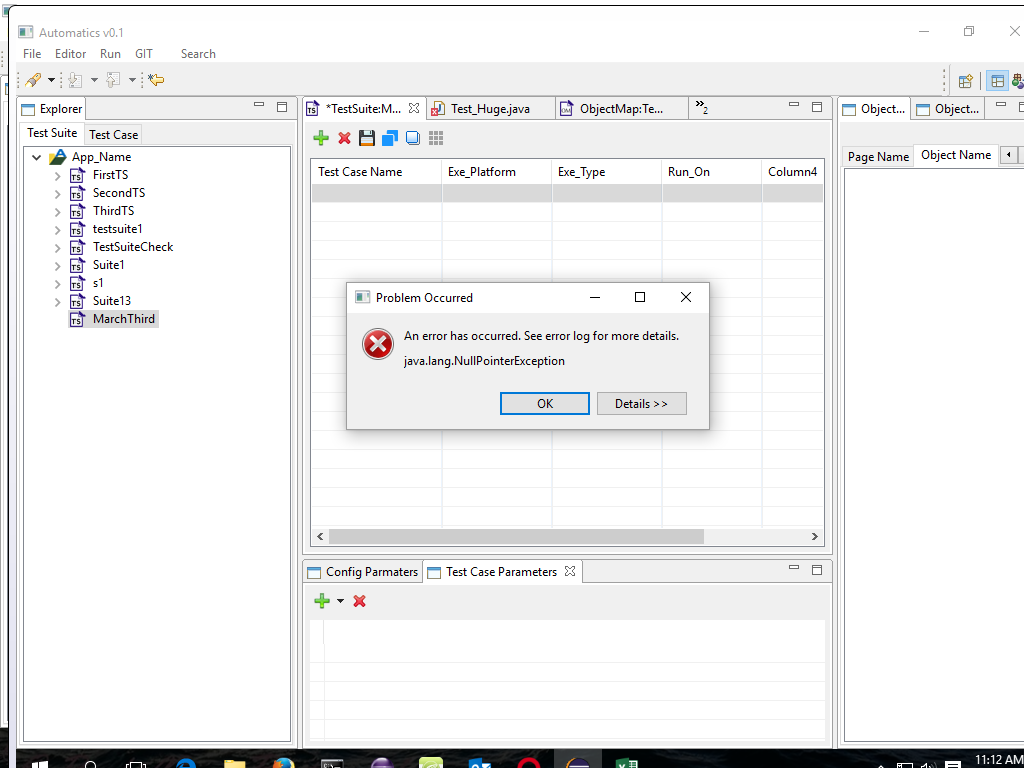 Automatics v0.1
File Editor Run GIT Search
Explorer
Test Suite Test Case
App_Name
FirstTS
SecondTS
ThirdTS
testsuite1
TestSuiteCheck
Suite1
s1
Suite13
MarchThird
*TestSuite:M... Test_Huge.java ObjectMap:Te... »2
Test Case Name Exe_Platform Exe_Type Run_On Column4
Problem Occurred
An error has occurred. See error log for more details.
java.lang.NullPointerException
OK Details >>
Config Parmaters Test Case Parameters
Object... Object...
Page Name Object Name
11:12 AM